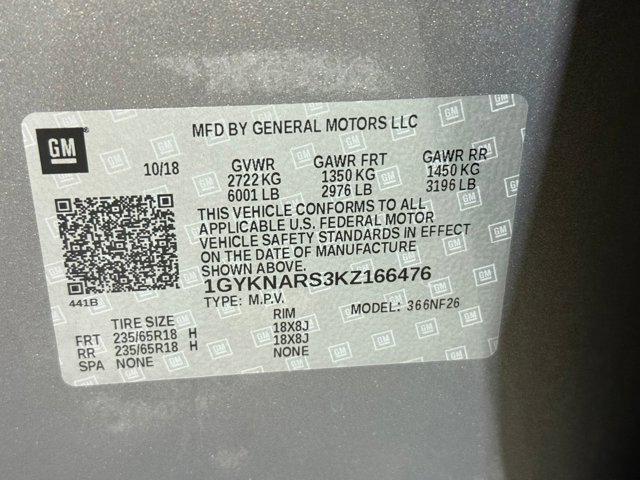 GM
MFD BY GENERAL MOTORS LLC
10/18
GVWR GAWR FRT GAWR RR
2722 KG 1350 KG 1450 KG
6001 LB 2976 LB 3196 LB
THIS VEHICLE CONFORMS TO ALL
APPLICABLE U.S. FEDERAL MOTOR
VEHICLE SAFETY STANDARDS IN EFFECT
ON THE DATE OF MANUFACTURE
SHOWN ABOVE.
1GYKNARS3KZ166476
441B
TYPE: M.P.V. MODEL: 366NF26
TIRE SIZE RIM
FRT 235/65R18 H 18X8J
RR 235/65R18 H 18X8J
SPA NONE NONE